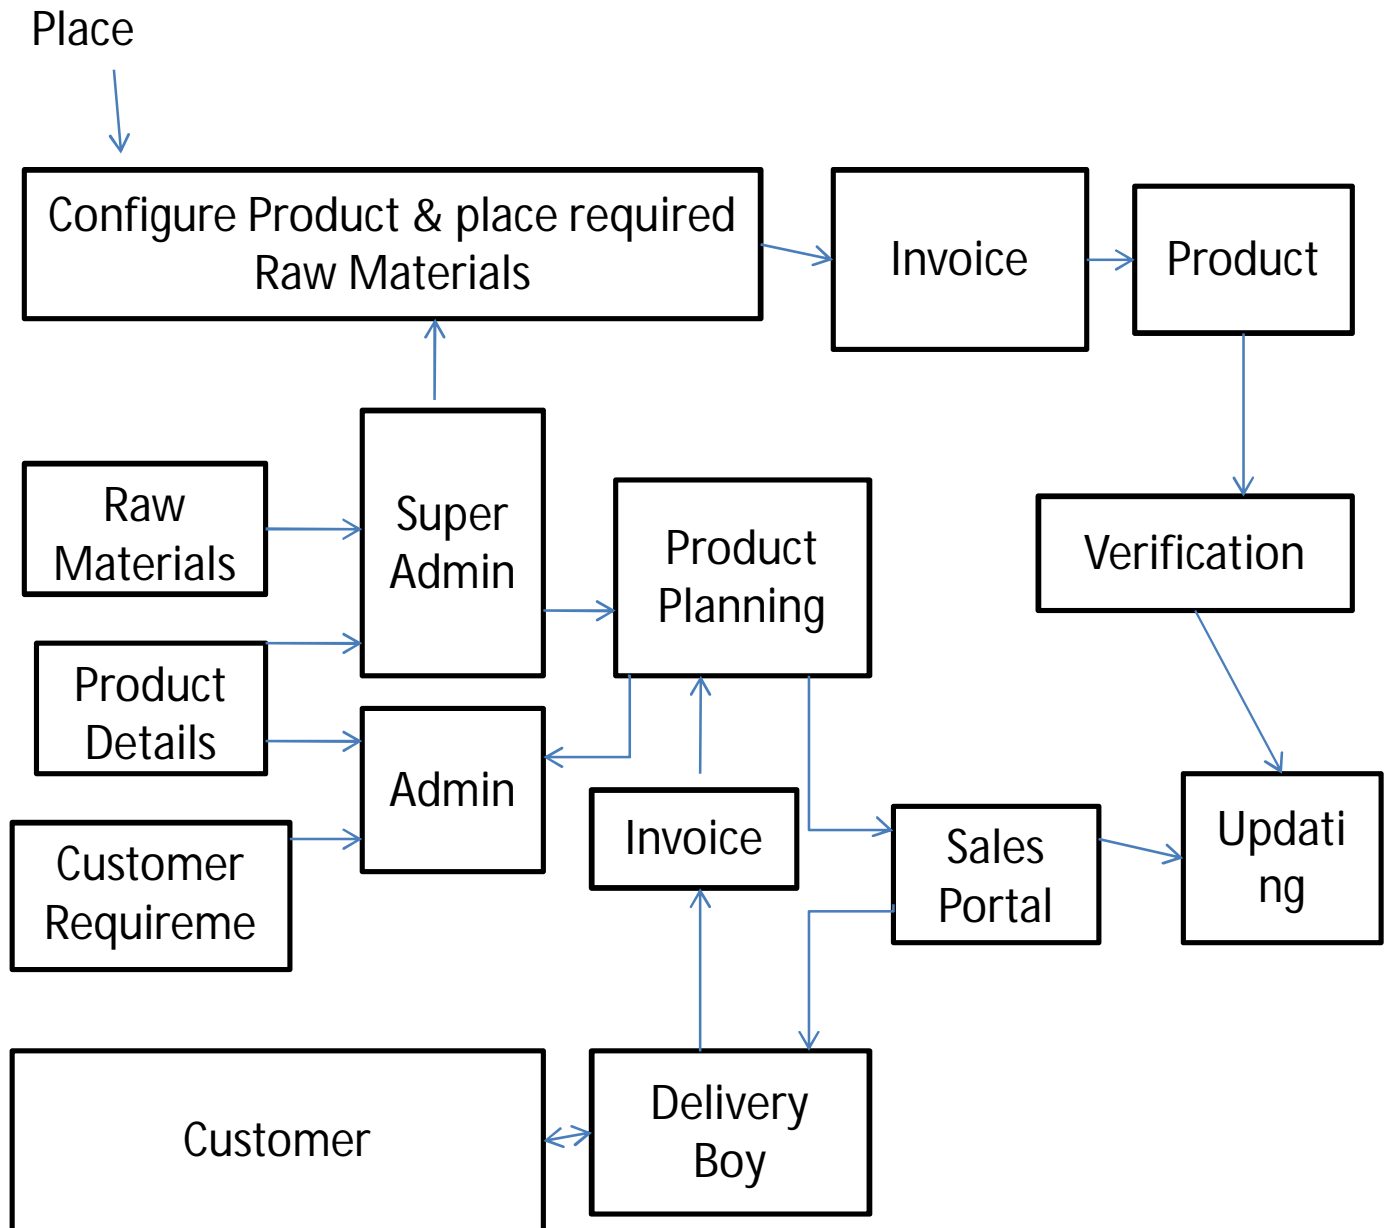 Place
Configure Product & place required
Raw Materials
Invoice
Product
Raw
Materials
Super
Admin
Product
Planning
Verification
Product
Details
Admin
Customer
Requireme
Invoice
Sales
Portal
Updati
ng
Customer
Delivery
Boy